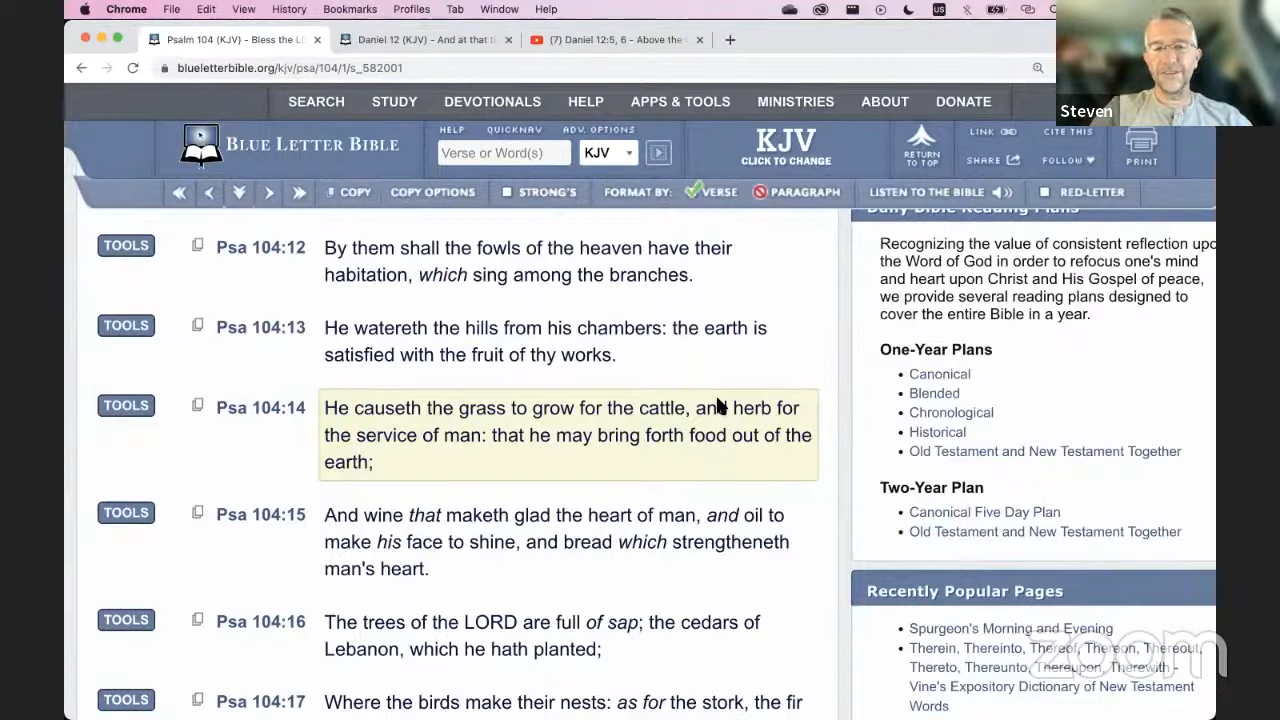 Chrome File Edit View History Bookmarks Profiles Tab Window Help
Psalm 104 (KJV) - Bless the LO
Daniel 12 (KJV) - And at that ti
(7) Daniel 12:5, 6 - Above the
blueletterbible.org/kjv/psa/104/1/s_582001
Steven
SEARCH STUDY DEVOTIONALS HELP APPS & TOOLS MINISTRIES ABOUT DONATE
BLUE LETTER BIBLE
HELP QUICKNAV ADV. OPTIONS
Verse or Word(s) KJV
KJV
CLICK TO CHANGE
RETURN
TO TOP
LINK CITE THIS
SHARE FOLLOW
PRINT
COPY COPY OPTIONS STRONG'S FORMAT BY: VERSE PARAGRAPH LISTEN TO THE BIBLE RED-LETTER
TOOLS Psa 104:12 By them shall the fowls of the heaven have their
habitation, which sing among the branches.
TOOLS Psa 104:13 He watereth the hills from his chambers: the earth is
satisfied with the fruit of thy works.
TOOLS Psa 104:14 He causeth the grass to grow for the cattle, and herb for
the service of man: that he may bring forth food out of the
earth;
TOOLS Psa 104:15 And wine that maketh glad the heart of man, and oil to
make his face to shine, and bread which strengtheneth
man's heart.
TOOLS Psa 104:16 The trees of the LORD are full of sap; the cedars of
Lebanon, which he hath planted;
TOOLS Psa 104:17 Where the birds make their nests: as for the stork, the fir
Daily Bible Reading Plans
Recognizing the value of consistent reflection upo
the Word of God in order to refocus one's mind
and heart upon Christ and His Gospel of peace,
we provide several reading plans designed to
cover the entire Bible in a year.
One-Year Plans
• Canonical
• Blended
• Chronological
• Historical
• Old Testament and New Testament Together
Two-Year Plan
• Canonical Five Day Plan
• Old Testament and New Testament Together
Recently Popular Pages
• Spurgeon's Morning and Evening
• Therein, Thereinto, Thereof, Thereon, Thereout,
Thereto, Thereunto, Thereupon, Therewith -
Vine's Expository Dictionary of New Testament
Words
zoom